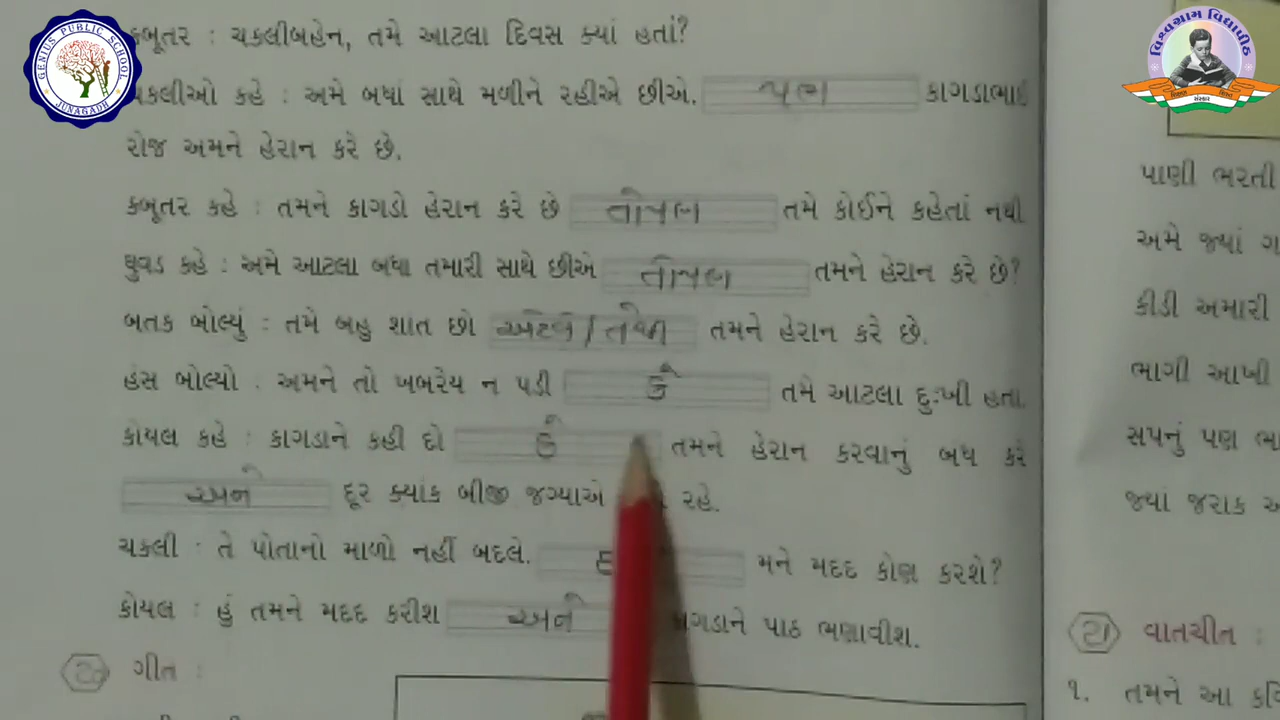 GENIUS PUBLIC SCHOOL
JUNAGADH
વિશ્વગ્રામ વિદ્યાપીઠ
સંસ્કાર
કબૂતર : ચકલીબહેન, તમે આટલા દિવસ ક્યાં હતાં?
ચકલીઓ કહે : અમે બધાં સાથે મળીને રહીએ છીએ. પણ કાગડાભાઈ
રોજ અમને હેરાન કરે છે.
કબૂતર કહે : તમને કાગડો હેરાન કરે છે તોપણ તમે કોઈને કહેતાં નથી
ઘુવડ કહે : અમે આટલા બધા તમારી સાથે છીએ તોપણ તમને હેરાન કરે છે?
બતક બોલ્યું : તમે બહુ શાત છો એટલે / તેથી તમને હેરાન કરે છે.
હંસ બોલ્યો : અમને તો ખબરેય ન પડી કે તમે આટલા દુઃખી હતા.
કોયલ કહે : કાગડાને કહી દો કે તમને હેરાન કરવાનું બંધ કરે
અને દૂર ક્યાંક બીજી જગ્યાએ રહે.
ચકલી : તે પોતાનો માળો નહીં બદલે. મને મદદ કોણ કરશે?
કોયલ : હું તમને મદદ કરીશ અને કાગડાને પાઠ ભણાવીશ.
20 ગીત :
પાણી ભરતી
અમે જ્યાં
કીડી અમારી
ભાગી આખી
સપનું પણ
જ્યાં જરાક
21 વાતચીત :
૧. તમને આ